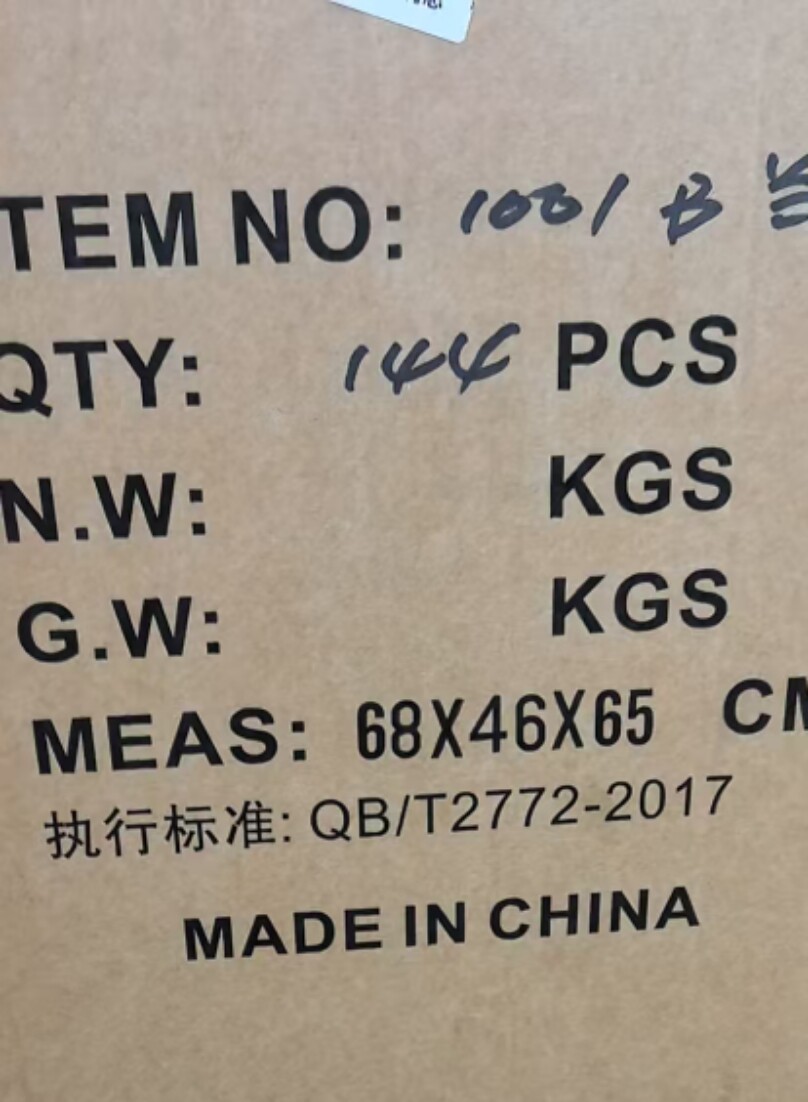 TEM NO: 1001 B
QTY: 144 PCS
N.W: KGS
G.W: KGS
MEAS: 68X46X65 CM
执行标准: QB/T2772-2017
MADE IN CHINA